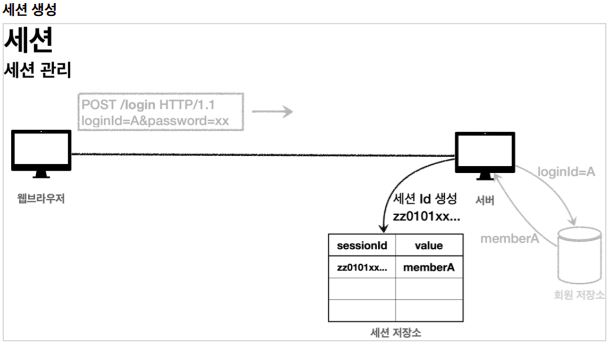 세션 생성
세션
세션 관리
POST /login HTTP/1.1
loginId=A&password=xx
웹브라우저
서버
loginId=A
세션 Id 생성
zz0101xx...
memberA
sessionId value
zz0101xx... memberA
회원 저장소
세션 저장소